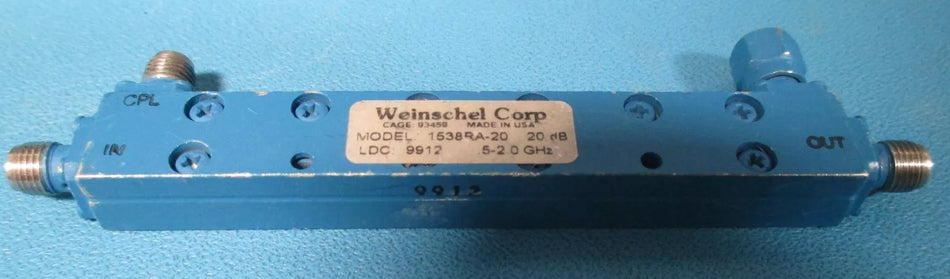 CPL
IN
Weinschel Corp
CAGE: 93459 MADE IN USA
MODEL: 1538RA-20 20 dB
LDC: 9912 .5-2.0 GHz
OUT
9912